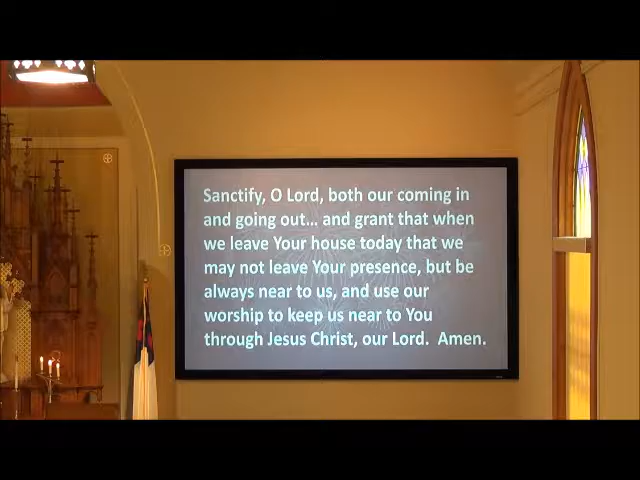 Sanctify, O Lord, both our coming in
and going out... and grant that when
we leave Your house today that we
may not leave Your presence, but be
always near to us, and use our
worship to keep us near to You
through Jesus Christ, our Lord.  Amen.